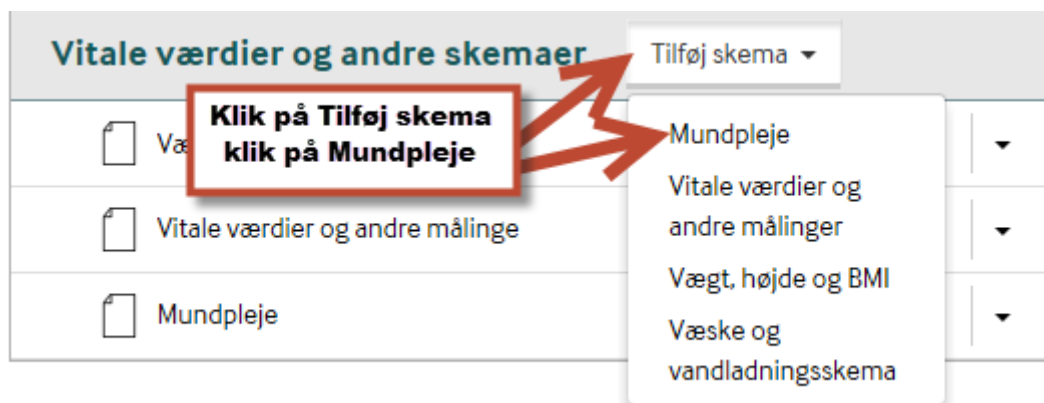 Vitale værdier og andre skemaer
Tilføj skema
Klik på Tilføj skema
klik på Mundpleje
Mundpleje
Vitale værdier og
andre målinger
Vægt, højde og BMI
Væske og
vandladningsskema
Vitale værdier og andre målinge
Mundpleje